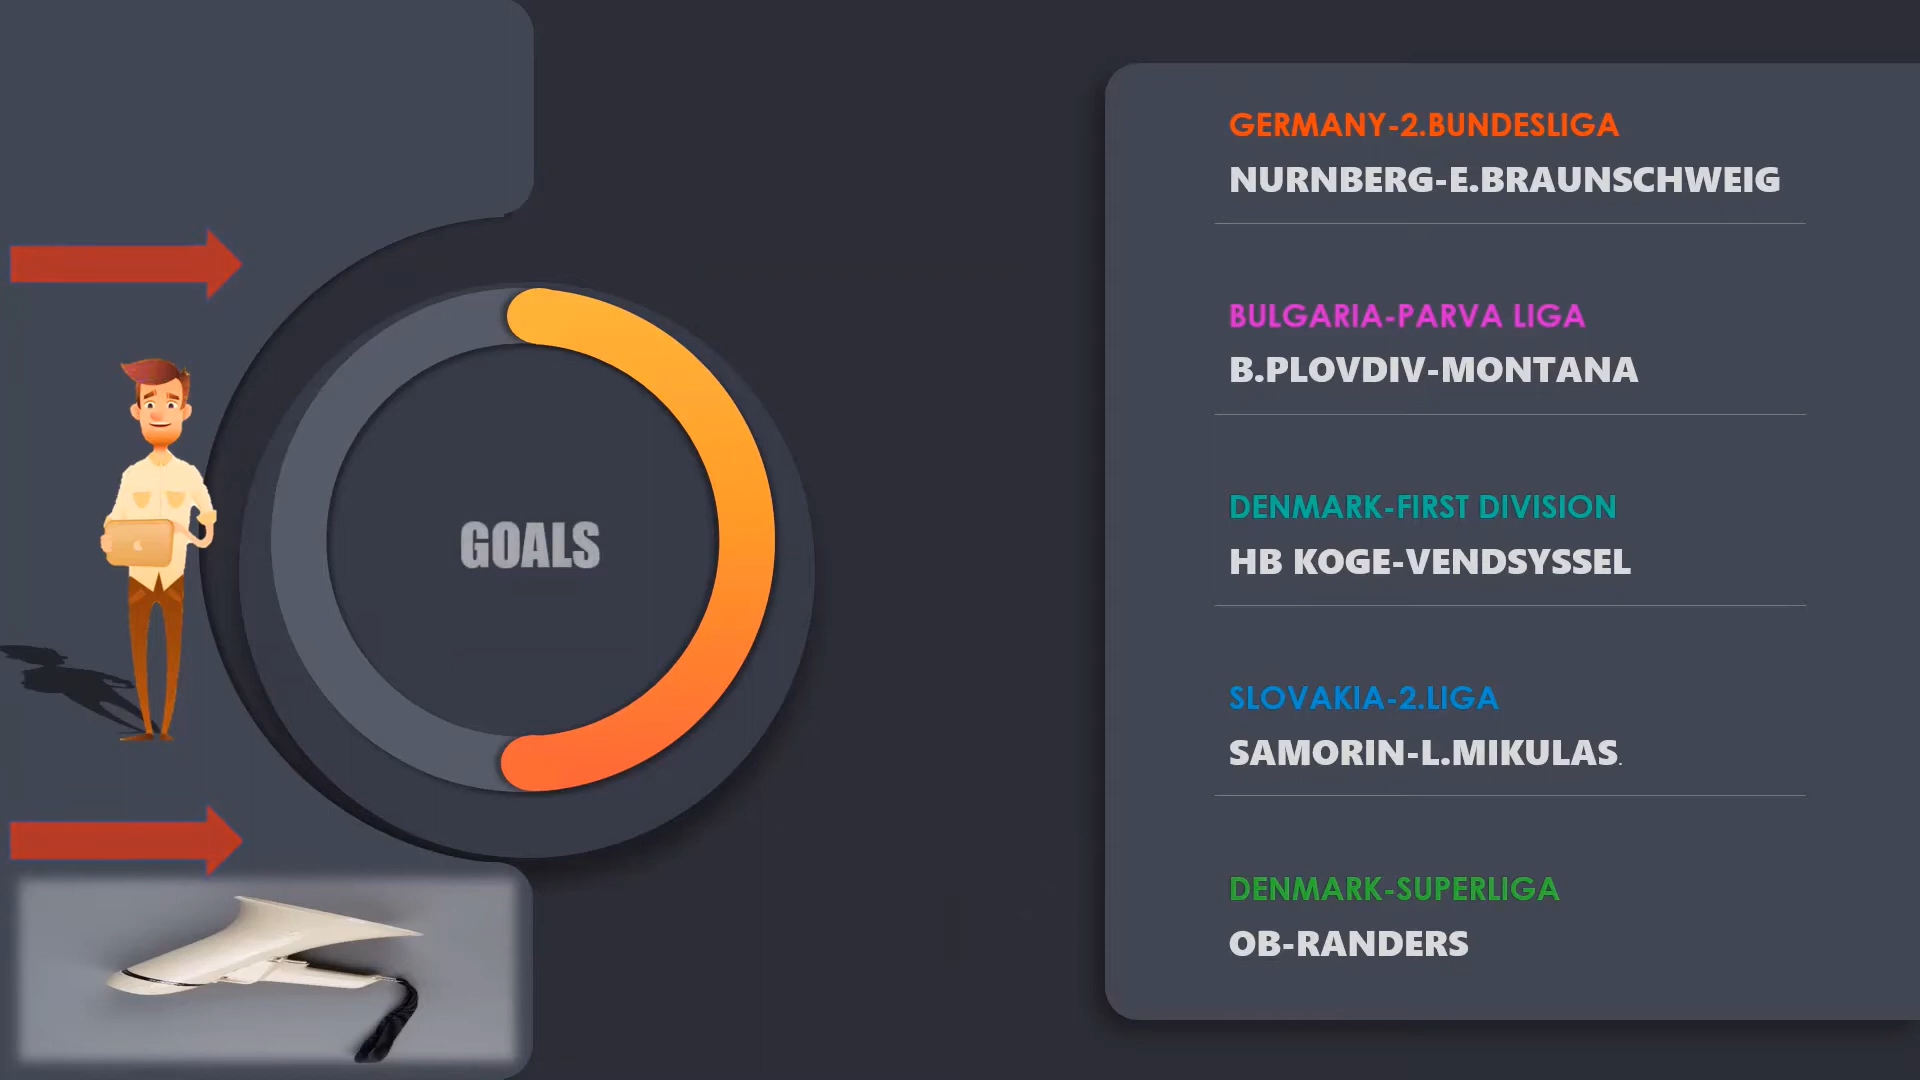 GOALS
GERMANY-2.BUNDESLIGA
NURNBERG-E.BRAUNSCHWEIG
BULGARIA-PARVA LIGA
B.PLOVDIV-MONTANA
DENMARK-FIRST DIVISION
HB KOGE-VENDSYSSEL
SLOVAKIA-2.LIGA
SAMORIN-L.MIKULAS.
DENMARK-SUPERLIGA
OB-RANDERS